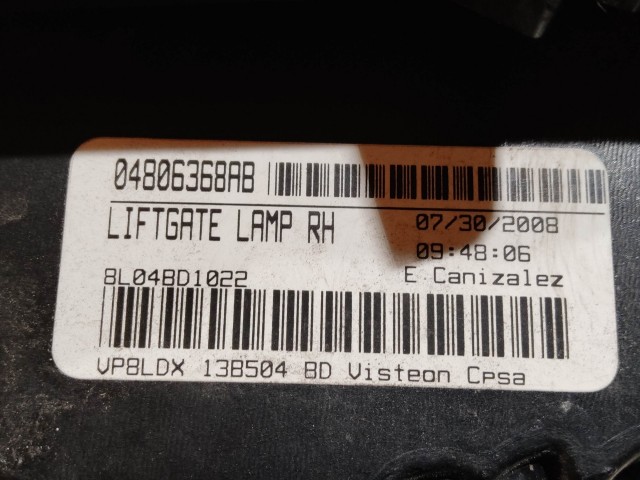 04806368AB
LIFTGATE LAMP RH 07/30/2008
09:48:06
8L04BD1022 E Canizalez
VP8LDX 13B504 BD Visteon Cpsa